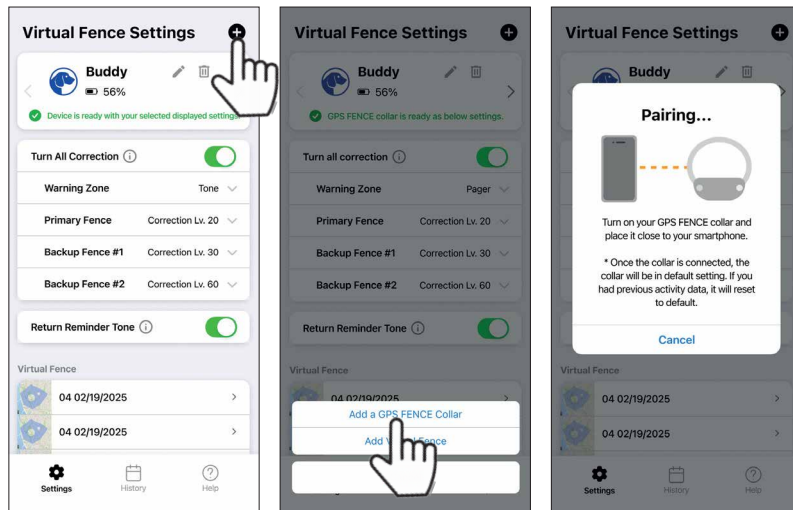 Virtual Fence Settings
Buddy
56%
Device is ready with your selected displayed settings.
Turn All Correction
Warning Zone Tone
Primary Fence Correction Lv. 20
Backup Fence #1 Correction Lv. 30
Backup Fence #2 Correction Lv. 60
Return Reminder Tone
Virtual Fence
04 02/19/2025
04 02/19/2025
Settings History Help
Virtual Fence Settings
Buddy
56%
GPS FENCE collar is ready as below settings.
Turn all correction
Warning Zone Pager
Primary Fence Correction Lv. 20
Backup Fence #1 Correction Lv. 30
Backup Fence #2 Correction Lv. 60
Return Reminder Tone
Virtual Fence
04 02/19/2025
Add a GPS FENCE Collar
Add Fence
Virtual Fence Settings
Buddy
Pairing...
Turn on your GPS FENCE collar and
place it close to your smartphone.
* Once the collar is connected, the
collar will be in default setting. If you
had previous activity data, it will reset
to default.
Cancel
Virtual Fence
04 02/19/2025
04 02/19/2025
Settings History Help